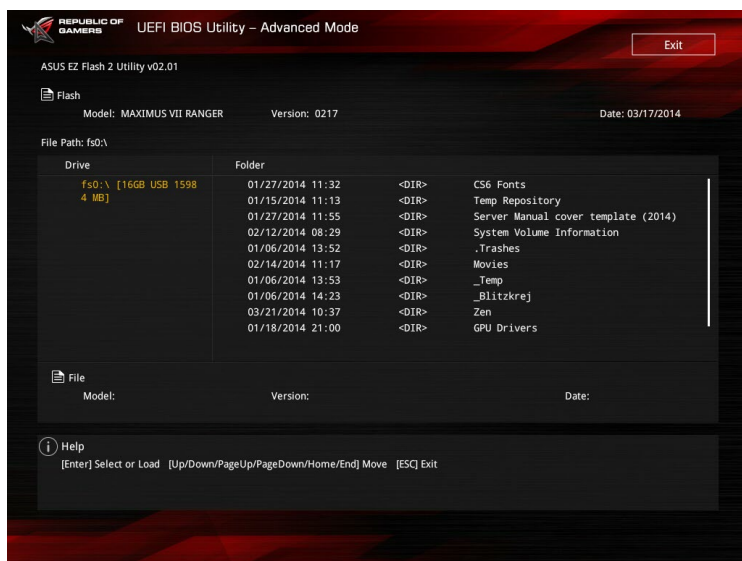 REPUBLIC OF
GAMERS
UEFI BIOS Utility – Advanced Mode
Exit
ASUS EZ Flash 2 Utility v02.01
Flash
Model: MAXIMUS VII RANGER Version: 0217 Date: 03/17/2014
File Path: fs0:\
Drive Folder
fs0:\ [16GB USB 1598 01/27/2014 11:32 <DIR> CS6 Fonts
4 MB] 01/15/2014 11:13 <DIR> Temp Repository
01/27/2014 11:55 <DIR> Server Manual cover template (2014)
02/12/2014 08:29 <DIR> System Volume Information
01/06/2014 13:52 <DIR> .Trashes
02/14/2014 11:17 <DIR> Movies
01/06/2014 13:53 <DIR> _Temp
01/06/2014 14:23 <DIR> _Blitzkrej
03/21/2014 10:37 <DIR> Zen
01/18/2014 21:00 <DIR> GPU Drivers
File
Model: Version: Date:
i Help
[Enter] Select or Load [Up/Down/PageUp/PageDown/Home/End] Move [ESC] Exit